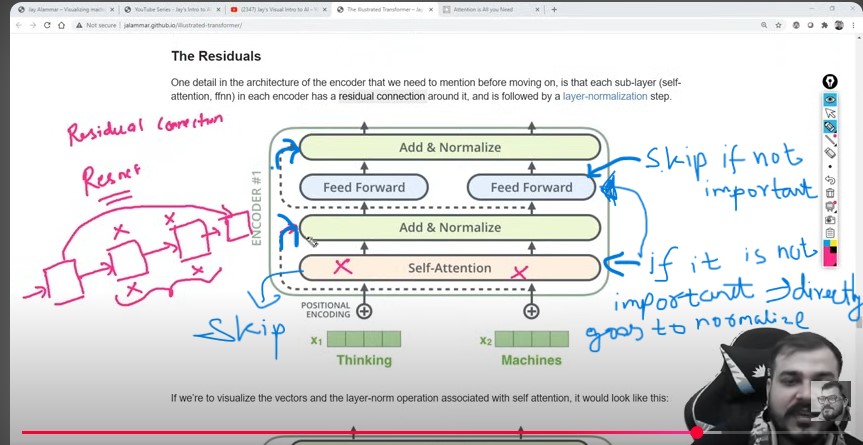 Jay Alammar – Visualizing mach
YouTube Series - Jay's Intro to A
(2347) Jay's Visual Intro to AI -
The Illustrated Transformer – Ja
Attention is All you Need
Not secure | jalammar.github.io/illustrated-transformer/
The Residuals
One detail in the architecture of the encoder that we need to mention before moving on, is that each sub-layer (self-
attention, ffnn) in each encoder has a residual connection around it, and is followed by a layer-normalization step.
Residual connection
Resnet
ENCODER #1
Add & Normalize
Feed Forward
Feed Forward
Skip if not
important
Add & Normalize
Self-Attention
if it is not
important ⇒ directly
goes to normalize
Skip
POSITIONAL
ENCODING
X1
Thinking
X2
Machines
If we're to visualize the vectors and the layer-norm operation associated with self attention, it would look like this: